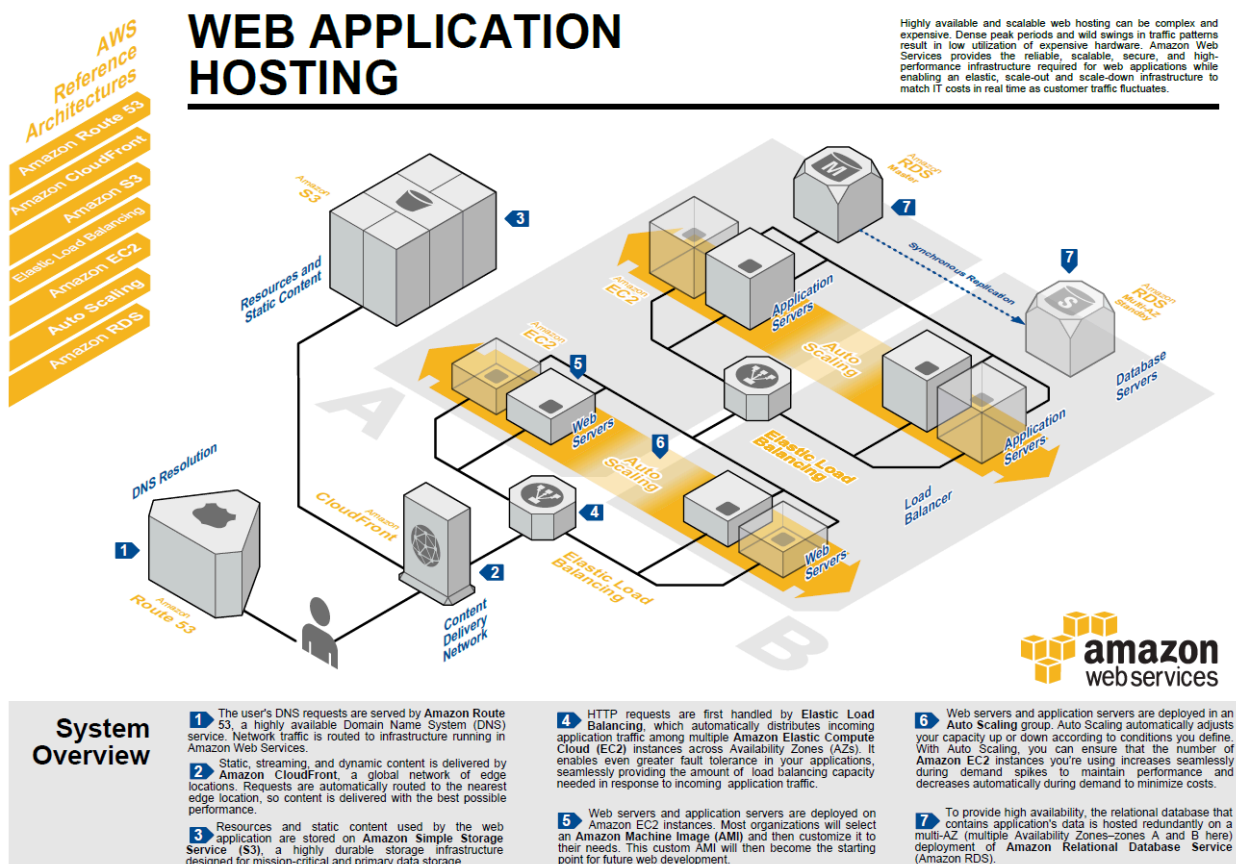 AWS
Reference
Architectures
Amazon Route 53
Amazon CloudFront
Amazon S3
Elastic Load Balancing
Amazon EC2
Auto Scaling
Amazon RDS
WEB APPLICATION
HOSTING
Highly available and scalable web hosting can be complex and
expensive. Dense peak periods and wild swings in traffic patterns
result in low utilization of expensive hardware. Amazon Web
Services provides the reliable, scalable, secure, and high-
performance infrastructure required for web applications while
enabling an elastic, scale-out and scale-down infrastructure to
match IT costs in real time as customer traffic fluctuates.
Amazon
S3
3
Resources and
Static Content
M
Amazon
RDS
Master
7
Synchronous Replication
7
S
Amazon
RDS
Multi-AZ
Standby
Database
Servers
Amazon
EC2
Application
Servers
Auto
Scaling
Application
Servers
Amazon
EC2
5
Web
Servers
6
Auto
Scaling
Elastic Load
Balancing
Load
Balancer
A
DNS Resolution
1
Amazon
Route 53
Amazon
CloudFront
2
Content
Delivery
Network
4
Elastic Load
Balancing
Web
Servers
B
amazon
web services
System
Overview
1 The user's DNS requests are served by Amazon Route
53, a highly available Domain Name System (DNS)
service. Network traffic is routed to infrastructure running in
Amazon Web Services.
2 Static, streaming, and dynamic content is delivered by
Amazon CloudFront, a global network of edge
locations. Requests are automatically routed to the nearest
edge location, so content is delivered with the best possible
performance.
3 Resources and static content used by the web
application are stored on Amazon Simple Storage
Service (S3), a highly durable storage infrastructure
designed for mission-critical and primary data storage.
4 HTTP requests are first handled by Elastic Load
Balancing, which automatically distributes incoming
application traffic among multiple Amazon Elastic Compute
Cloud (EC2) instances across Availability Zones (AZs). It
enables even greater fault tolerance in your applications,
seamlessly providing the amount of load balancing capacity
needed in response to incoming application traffic.
5 Web servers and application servers are deployed on
Amazon EC2 instances. Most organizations will select
an Amazon Machine Image (AMI) and then customize it to
their needs. This custom AMI will then become the starting
point for future web development.
6 Web servers and application servers are deployed in an
Auto Scaling group. Auto Scaling automatically adjusts
your capacity up or down according to conditions you define.
With Auto Scaling, you can ensure that the number of
Amazon EC2 instances you're using increases seamlessly
during demand spikes to maintain performance and
decreases automatically during demand to minimize costs.
7 To provide high availability, the relational database that
contains application's data is hosted redundantly on a
multi-AZ (multiple Availability Zones–zones A and B here)
deployment of Amazon Relational Database Service
(Amazon RDS).